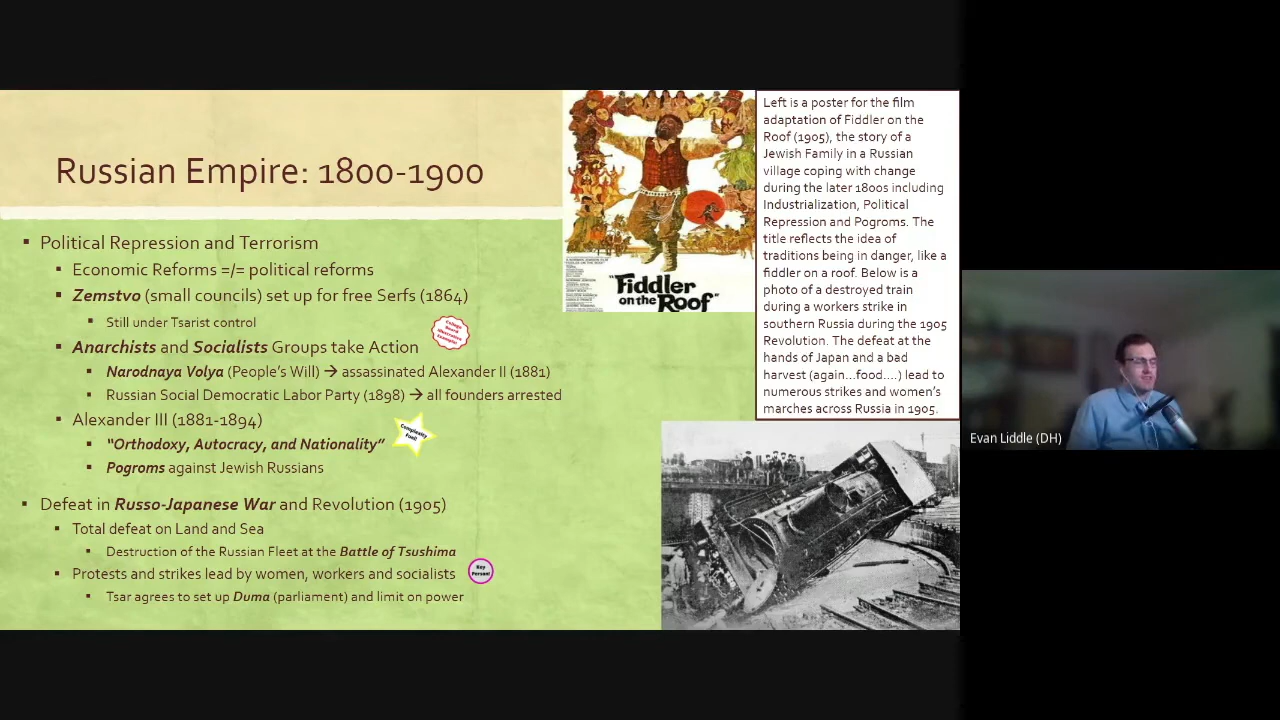 Russian Empire: 1800-1900
Political Repression and Terrorism
Economic Reforms =/= political reforms
Zemstvo (small councils) set up for free Serfs (1864)
Still under Tsarist control
Anarchists and Socialists Groups take Action
College
Board
Illustrative
Example!
Narodnaya Volya (People's Will) → assassinated Alexander II (1881)
Russian Social Democratic Labor Party (1898) → all founders arrested
Alexander III (1881-1894)
Complexity
Fuel!
"Orthodoxy, Autocracy, and Nationality"
Pogroms against Jewish Russians
Defeat in Russo-Japanese War and Revolution (1905)
Total defeat on Land and Sea
Destruction of the Russian Fleet at the Battle of Tsushima
Protests and strikes lead by women, workers and socialists
Key
Person!
Tsar agrees to set up Duma (parliament) and limit on power
"Fiddler
on the Roof"
Left is a poster for the film
adaptation of Fiddler on the
Roof (1905), the story of a
Jewish Family in a Russian
village coping with change
during the later 1800s including
Industrialization, Political
Repression and Pogroms. The
title reflects the idea of
traditions being in danger, like a
fiddler on a roof. Below is a
photo of a destroyed train
during a workers strike in
southern Russia during the 1905
Revolution. The defeat at the
hands of Japan and a bad
harvest (again...food....) lead to
numerous strikes and women's
marches across Russia in 1905.
Evan Liddle (DH)